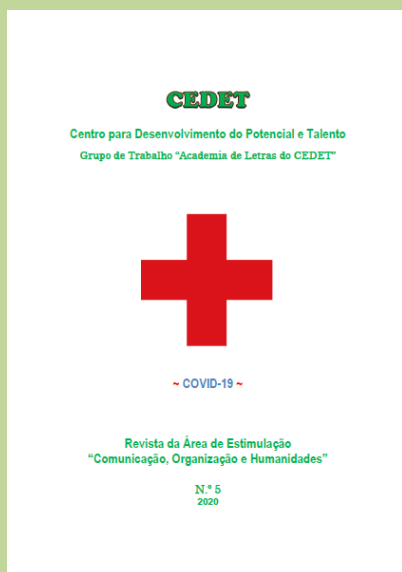 CEDET
Centro para Desenvolvimento do Potencial e Talento
Grupo de Trabalho "Academia de Letras do CEDET"
~ COVID-19 ~
Revista da Área de Estimulação
"Comunicação, Organização e Humanidades"
N.º 5
2020